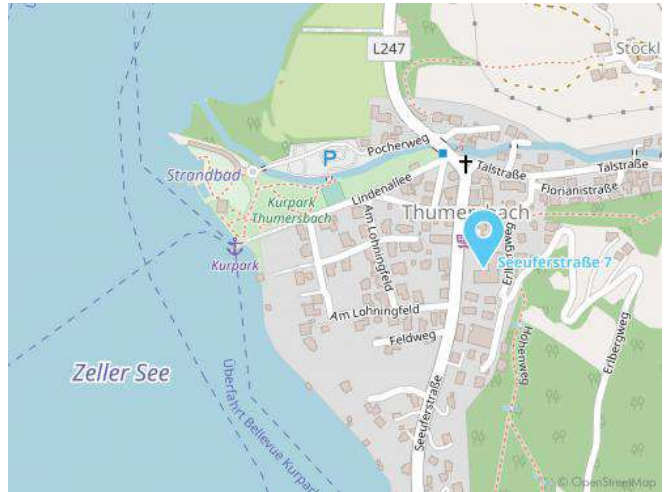 L247
Stöckl
Pocherweg
P
Strandbad
Talstraße
Talstraße
Florianistraße
Lindenallee
Kurpark
Thumersbach
Am Lohningfeld
Thumersbach
Erlbergweg
Seeuferstraße 7
Kurpark
Am Lohningfeld
Feldweg
Hohenweg
Erlbergweg
Zeller See
Überfahrt Bellevue Kurpark
Seeuferstraße
© OpenStreetMap